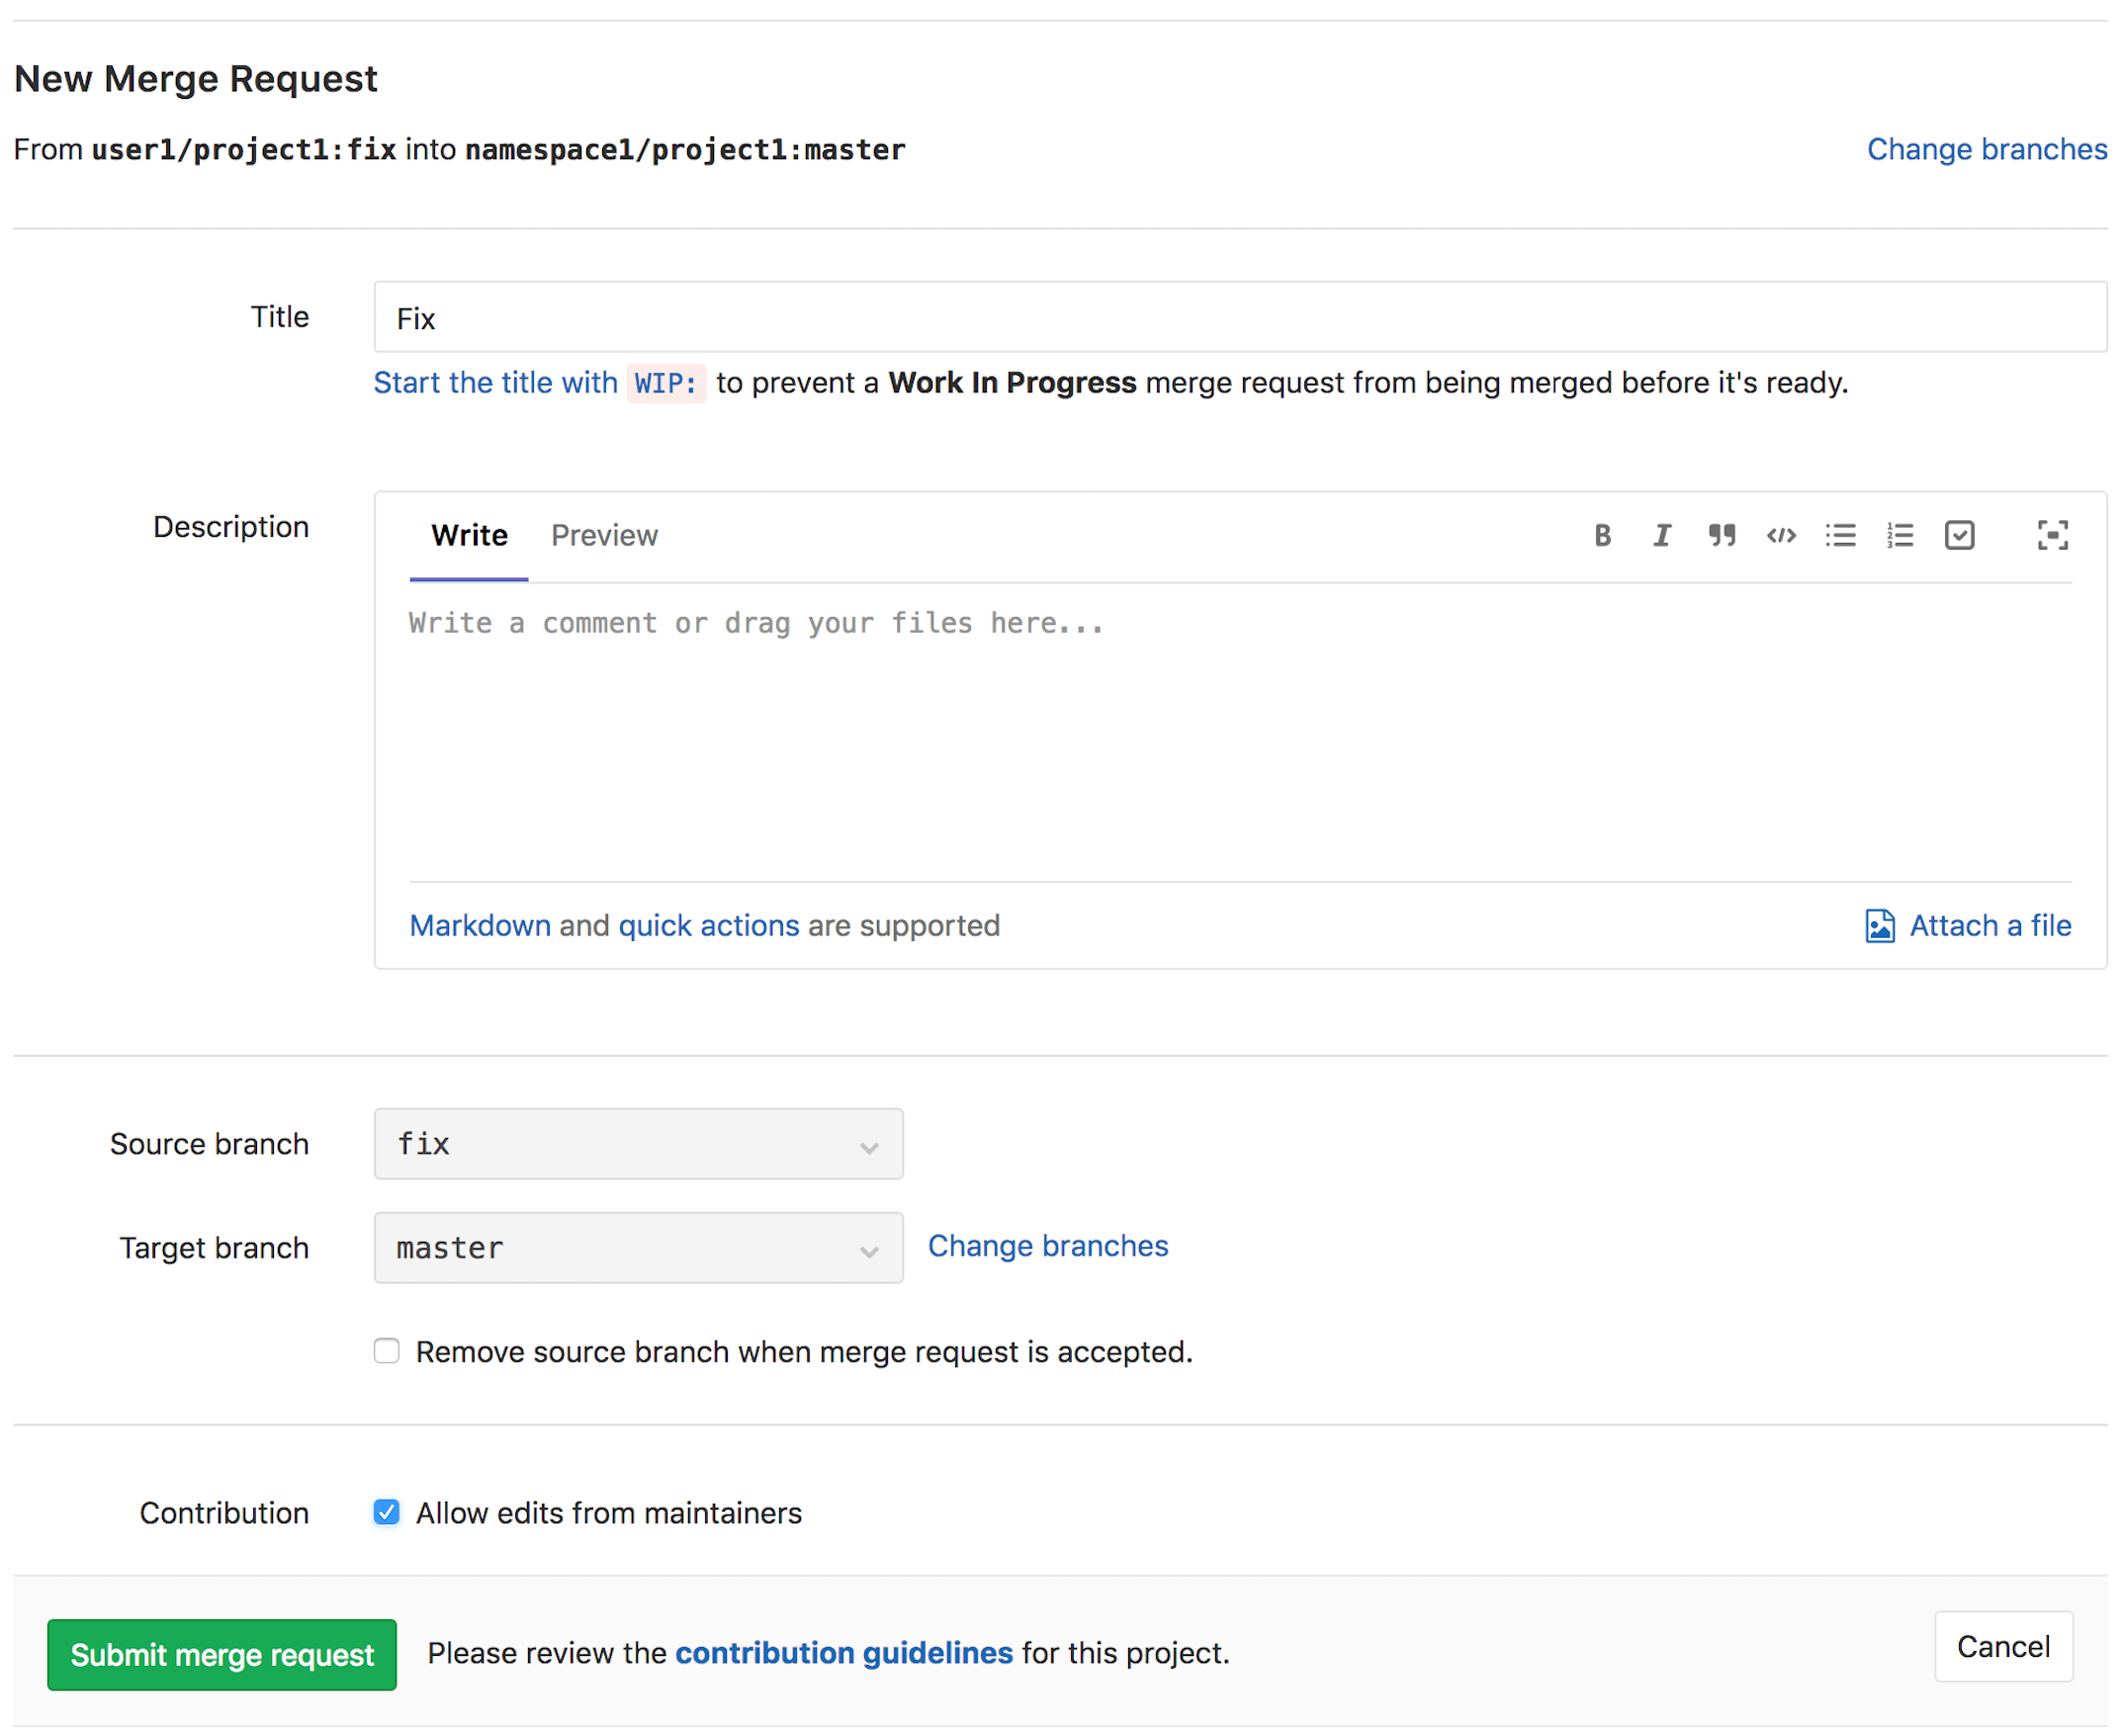 New Merge Request
From user1/project1:fix into namespace1/project1:master Change branches
Title Fix
Start the title with WIP: to prevent a Work In Progress merge request from being merged before it's ready.
Description Write Preview
Write a comment or drag your files here...
Markdown and quick actions are supported Attach a file
Source branch fix
Target branch master Change branches
Remove source branch when merge request is accepted.
Contribution Allow edits from maintainers
Submit merge request Please review the contribution guidelines for this project. Cancel